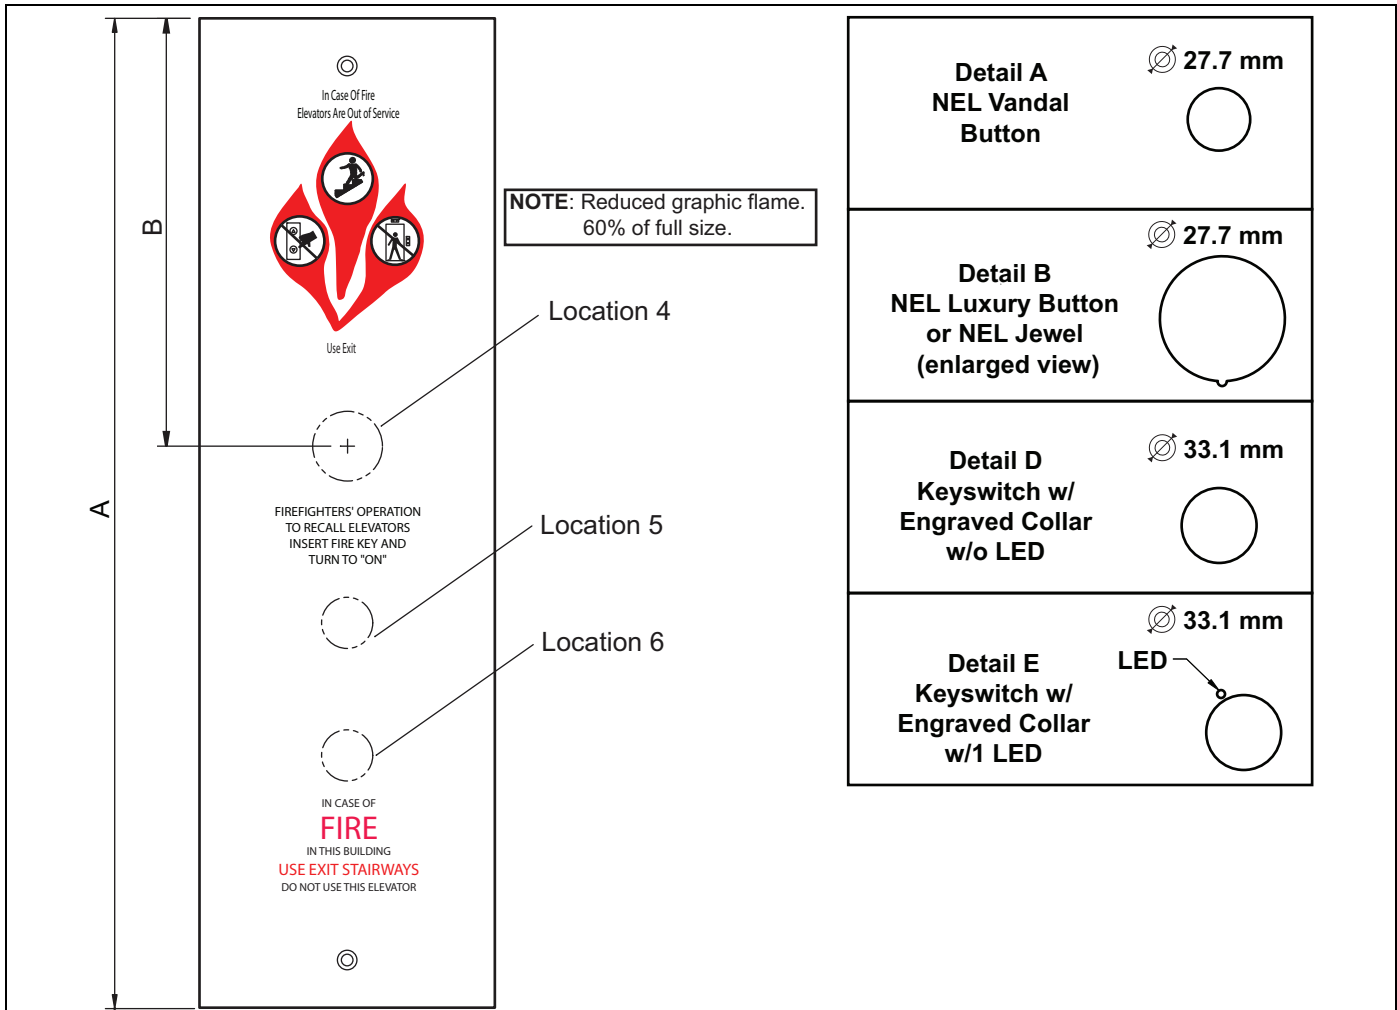 A
B
In Case Of Fire
Elevators Are Out of Service
Use Exit
NOTE: Reduced graphic flame.
60% of full size.
Location 4
FIREFIGHTERS' OPERATION
TO RECALL ELEVATORS
INSERT FIRE KEY AND
TURN TO "ON"
Location 5
Location 6
IN CASE OF
FIRE
IN THIS BUILDING
USE EXIT STAIRWAYS
DO NOT USE THIS ELEVATOR
Detail A
NEL Vandal
Button
27.7 mm
Detail B
NEL Luxury Button
or NEL Jewel
(enlarged view)
27.7 mm
Detail D
Keyswitch w/
Engraved Collar
w/o LED
33.1 mm
Detail E
Keyswitch w/
Engraved Collar
w/1 LED
33.1 mm
LED